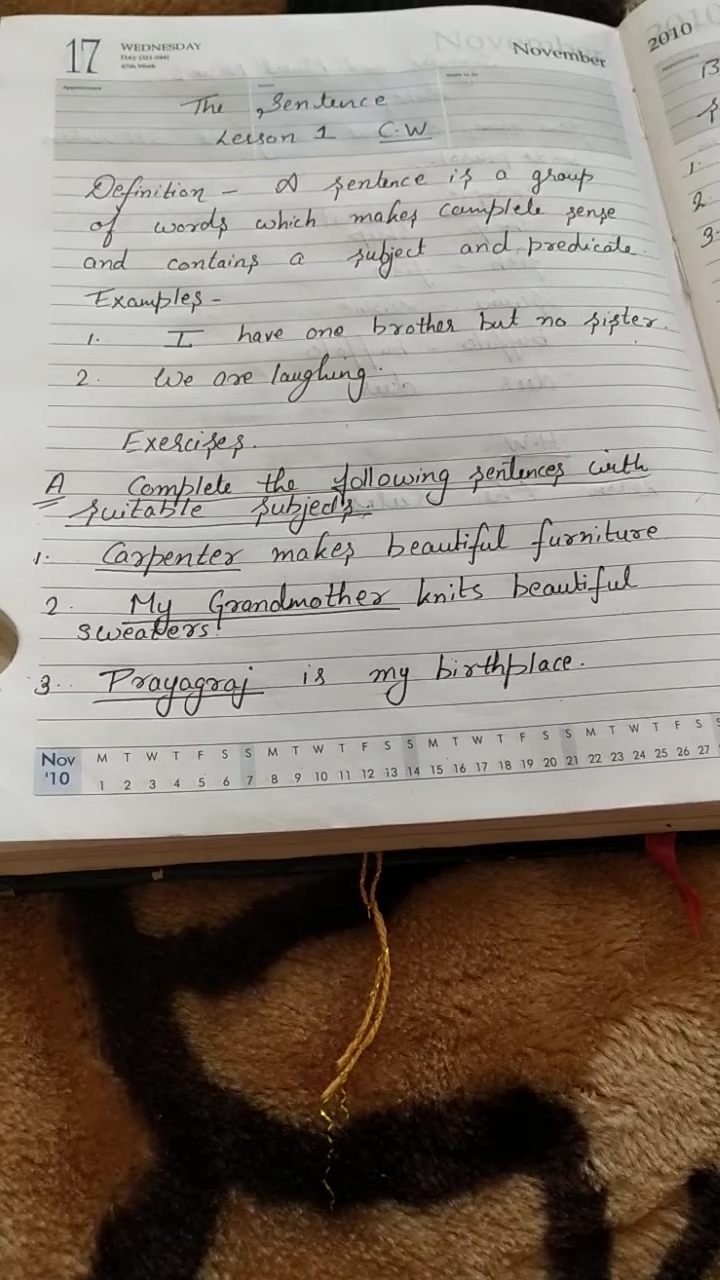 17 WEDNESDAY November
The Sentence
Lesson 1 C.W
Definition - A sentence is a group
of words which makes complete sense
and contains a subject and predicate.
Examples -
1. I have one brother but no sister.
2. We are laughing.
Exercises.
A Complete the following sentences with
suitable subjects.
1. Carpenter makes beautiful furniture
2. My Grandmother knits beautiful
sweaters.
3. Prayagraj is my birthplace.
Nov M T W T F S S M T W T F S S M T W T F S S M T W T F S
'10 1 2 3 4 5 6 7 8 9 10 11 12 13 14 15 16 17 18 19 20 21 22 23 24 25 26 27
2010
1.
2.
3.